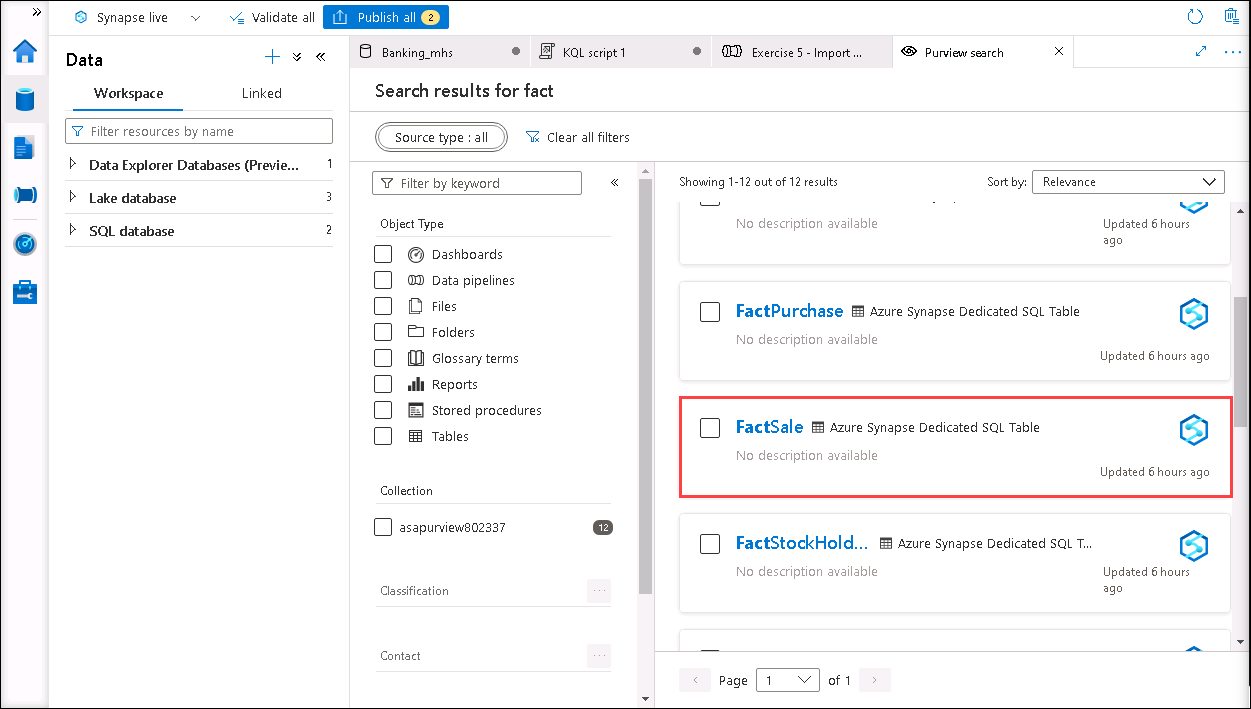 Synapse live
Validate all
Publish all 2
Data
Workspace
Linked
Filter resources by name
Data Explorer Databases (Previe... 1
Lake database 3
SQL database 2
Banking_mhs
KQL script 1
Exercise 5 - Import ...
Purview search
Search results for fact
Source type : all
Clear all filters
Filter by keyword
Object Type
Dashboards
Data pipelines
Files
Folders
Glossary terms
Reports
Stored procedures
Tables
Collection
asapurview802337 12
Classification
Contact
Showing 1-12 out of 12 results
Sort by: Relevance
No description available
Updated 6 hours
ago
FactPurchase Azure Synapse Dedicated SQL Table
No description available
Updated 6 hours ago
FactSale Azure Synapse Dedicated SQL Table
No description available
Updated 6 hours ago
FactStockHold... Azure Synapse Dedicated SQL T...
No description available
Updated 6 hours
ago
Page 1 of 1